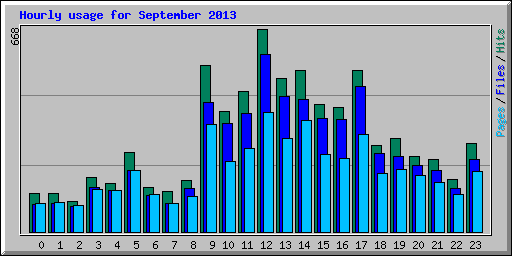 Hourly usage for September 2013
668
Pages / Files / Hits
0 1 2 3 4 5 6 7 8 9 10 11 12 13 14 15 16 17 18 19 20 21 22 23